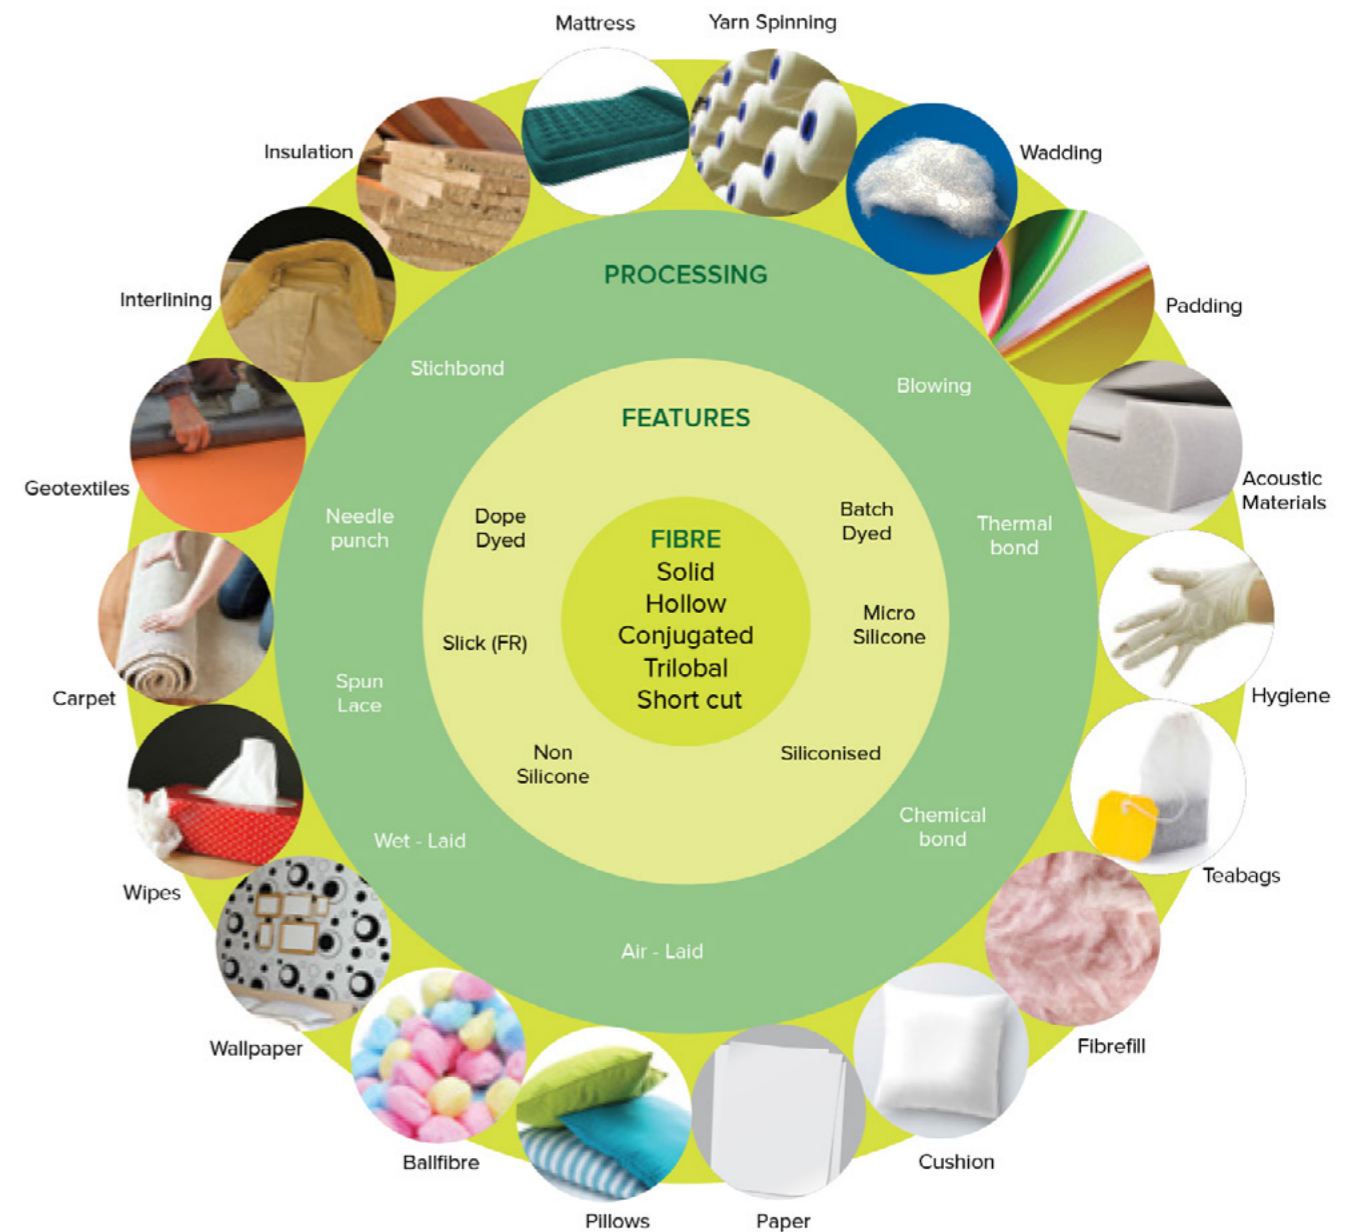 Mattress
Yarn Spinning
Insulation
Wadding
Interlining
Padding
Geotextiles
Acoustic
Materials
Carpet
Hygiene
Wipes
Teabags
Wallpaper
Fibrefill
Ballfibre
Cushion
Pillows
Paper
PROCESSING
Stichbond
Blowing
Needle
punch
Thermal
bond
Spun
Lace
Wet - Laid
Chemical
bond
Air - Laid
FEATURES
Dope
Dyed
Batch
Dyed
Slick (FR)
Micro
Silicone
Non
Silicone
Siliconised
FIBRE
Solid
Hollow
Conjugated
Trilobal
Short cut